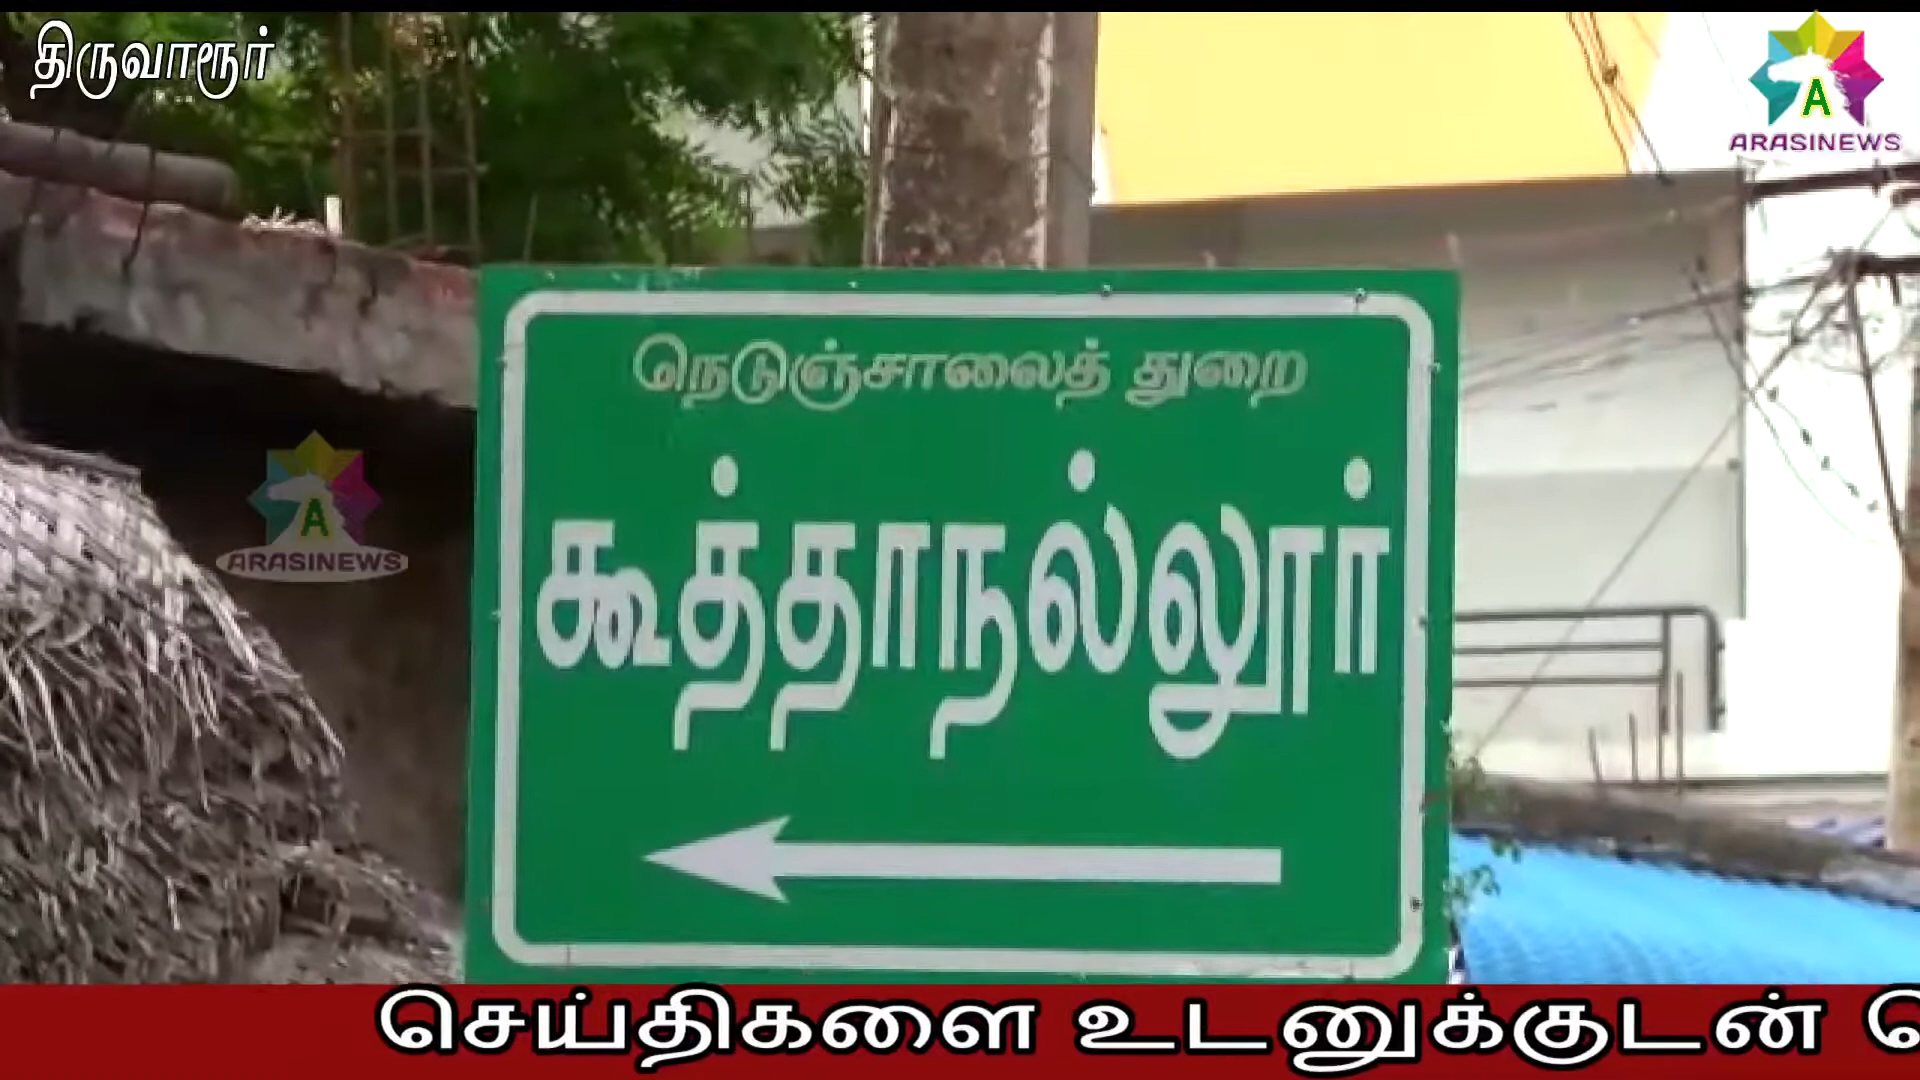 திருவாரூர்
A
ARASINEWS
நெடுஞ்சாலைத் துறை
கூத்தாநல்லூர்
A
ARASINEWS
செய்திகளை உடனுக்குடன்